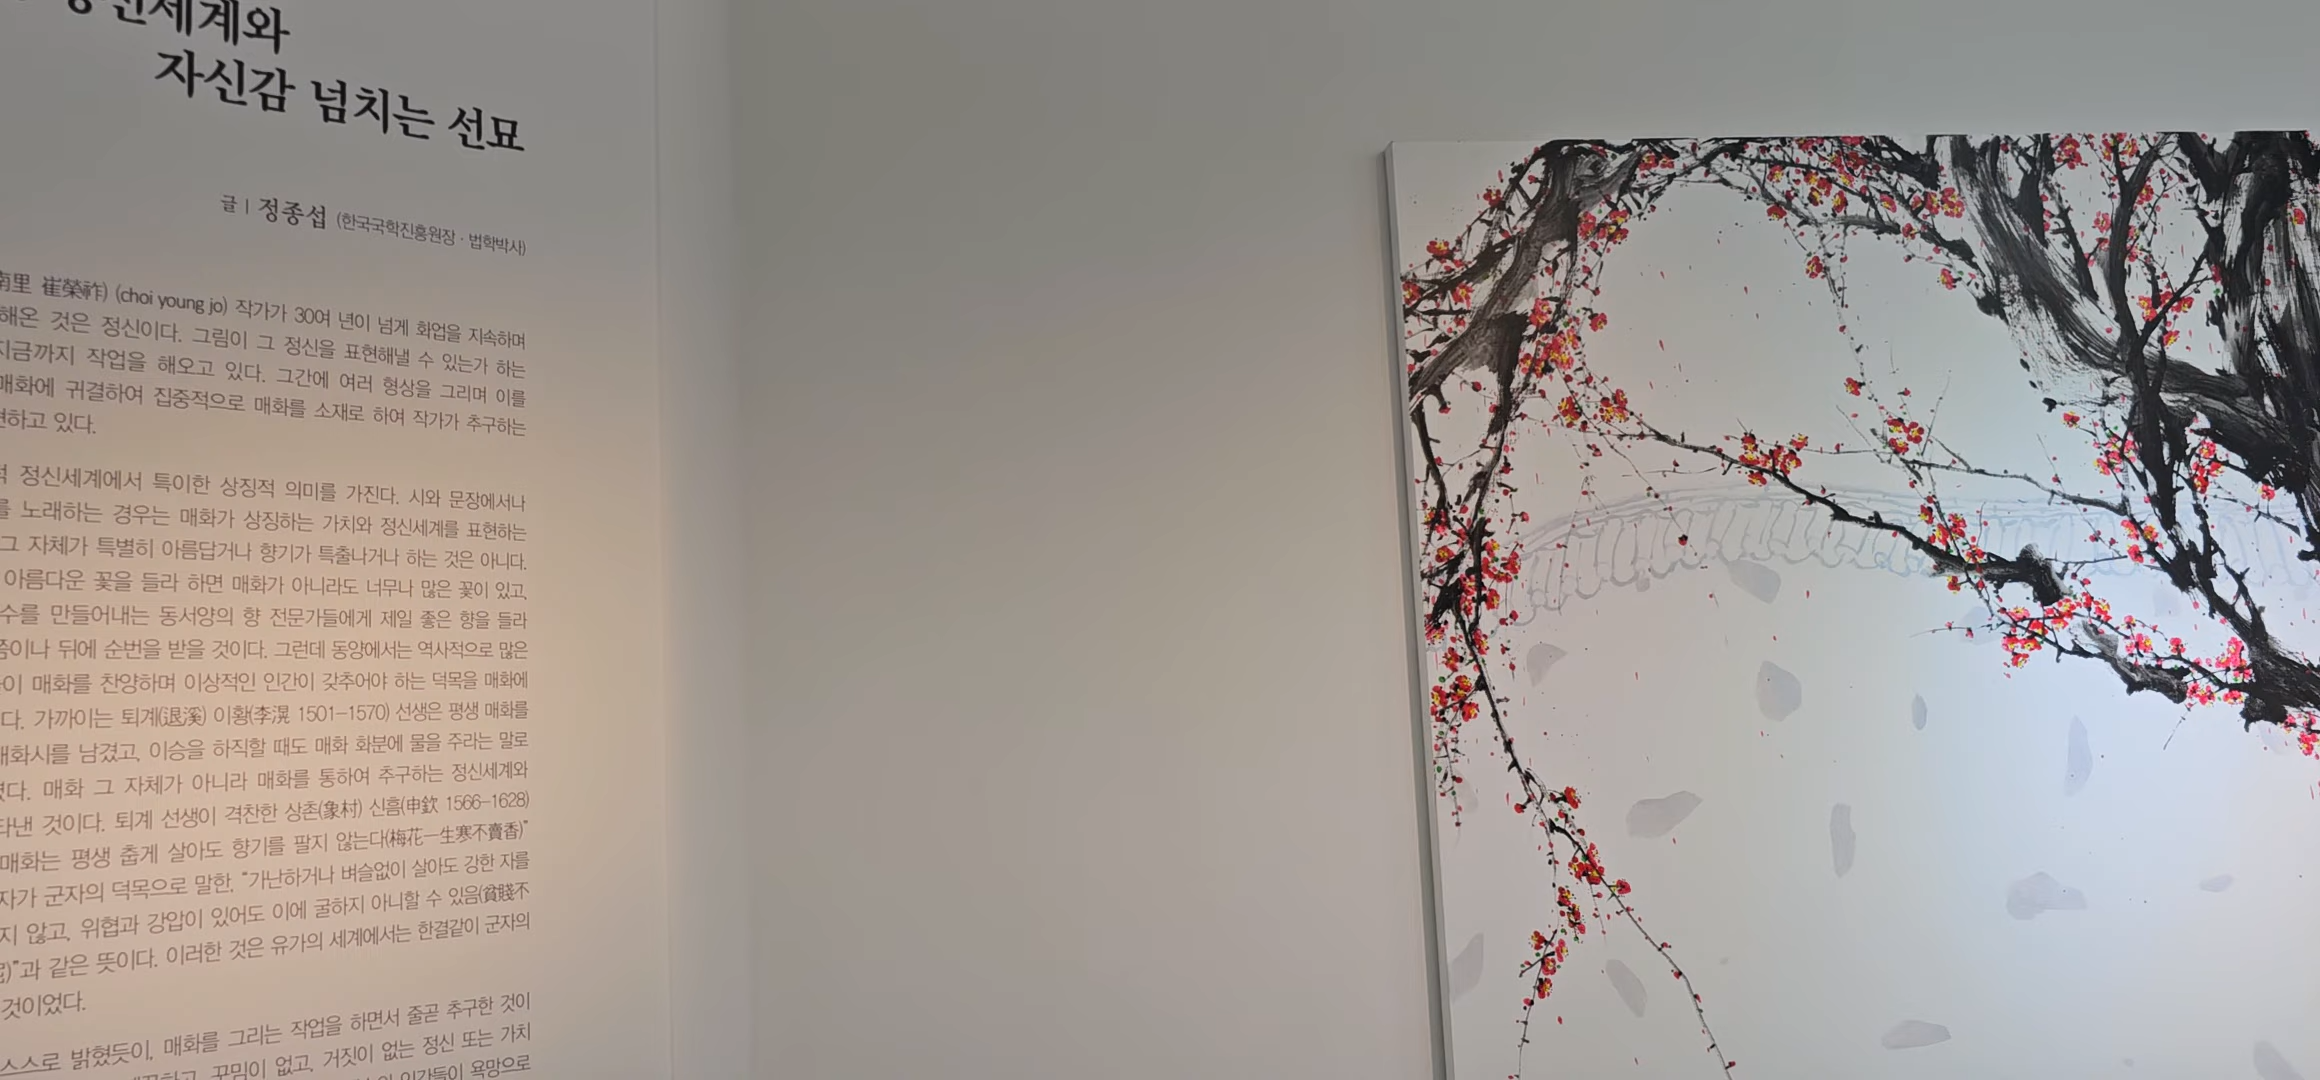 정신세계와
자신감 넘치는 선묘
글 | 정종섭 (한국국학진흥원장 · 법학박사)
南里 崔榮祚) (choi young jo) 작가가 30여 년이 넘게 화업을 지속하며
해온 것은 정신이다. 그림이 그 정신을 표현해낼 수 있는가 하는
지금까지 작업을 해오고 있다. 그간에 여러 형상을 그리며 이를
매화에 귀결하여 집중적으로 매화를 소재로 하여 작가가 추구하는
현하고 있다.
정신세계에서 특이한 상징적 의미를 가진다. 시와 문장에서나
를 노래하는 경우는 매화가 상징하는 가치와 정신세계를 표현하는
그 자체가 특별히 아름답거나 향기가 특출나거나 하는 것은 아니다.
아름다운 꽃을 들라 하면 매화가 아니라도 너무나 많은 꽃이 있고,
수를 만들어내는 동서양의 향 전문가들에게 제일 좋은 향을 들라
쯤이나 뒤에 순번을 받을 것이다. 그런데 동양에서는 역사적으로 많은
이 매화를 찬양하며 이상적인 인간이 갖추어야 하는 덕목을 매화에
다. 가까이는 퇴계(退溪) 이황(李滉 1501-1570) 선생은 평생 매화를
매화시를 남겼고, 이승을 하직할 때도 매화 화분에 물을 주라는 말로
였다. 매화 그 자체가 아니라 매화를 통하여 추구하는 정신세계와
타낸 것이다. 퇴계 선생이 격찬한 상촌(象村) 신흠(申欽 1566-1628)
매화는 평생 춥게 살아도 향기를 팔지 않는다(梅花一生寒不賣香)"
자가 군자의 덕목으로 말한, "가난하거나 벼슬없이 살아도 강한 자를
지 않고, 위협과 강압이 있어도 이에 굴하지 아니할 수 있음(貧賤不
)"과 같은 뜻이다. 이러한 것은 유가의 세계에서는 한결같이 군자의
것이었다.
스스로 밝혔듯이, 매화를 그리는 작업을 하면서 줄곧 추구한 것이
꾸밈이 없고, 거짓이 없는 정신 또는 가치
인간들이 욕망으로